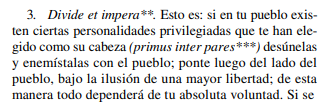 3. Divide et impera**. Esto es: si en tu pueblo exis-
ten ciertas personalidades privilegiadas que te han ele-
gido como su cabeza (primus inter pares***) desúnelas
y enemístalas con el pueblo; ponte luego del lado del
pueblo, bajo la ilusión de una mayor libertad; de esta
manera todo dependerá de tu absoluta voluntad. Si se